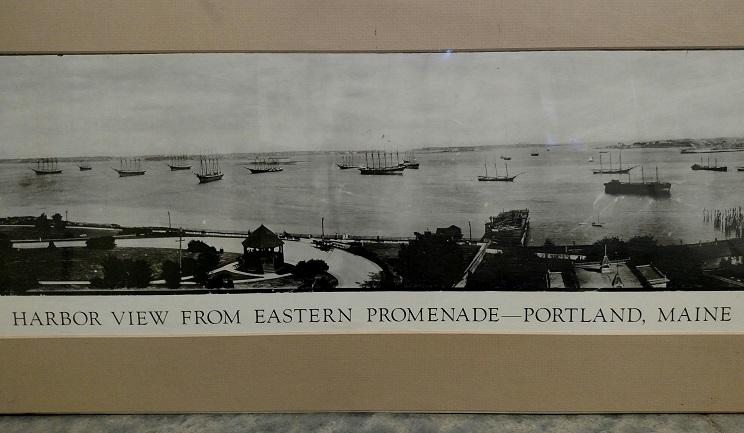 HARBOR VIEW FROM EASTERN PROMENADE—PORTLAND, MAINE